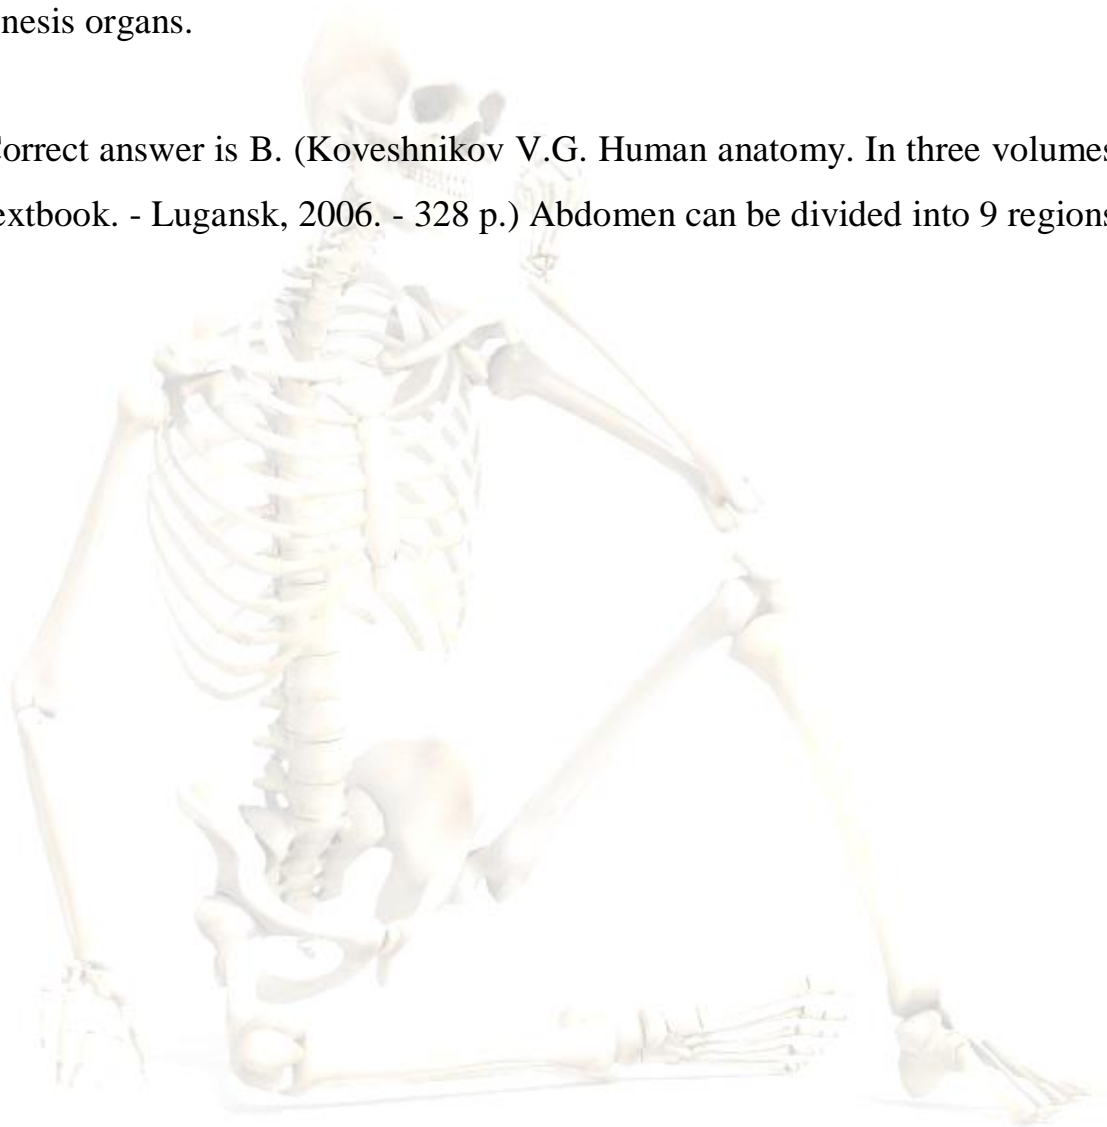 nesis organs.
orrect answer is B. (Koveshnikov V.G. Human anatomy. In three volumes
extbook. - Lugansk, 2006. - 328 p.) Abdomen can be divided into 9 regions